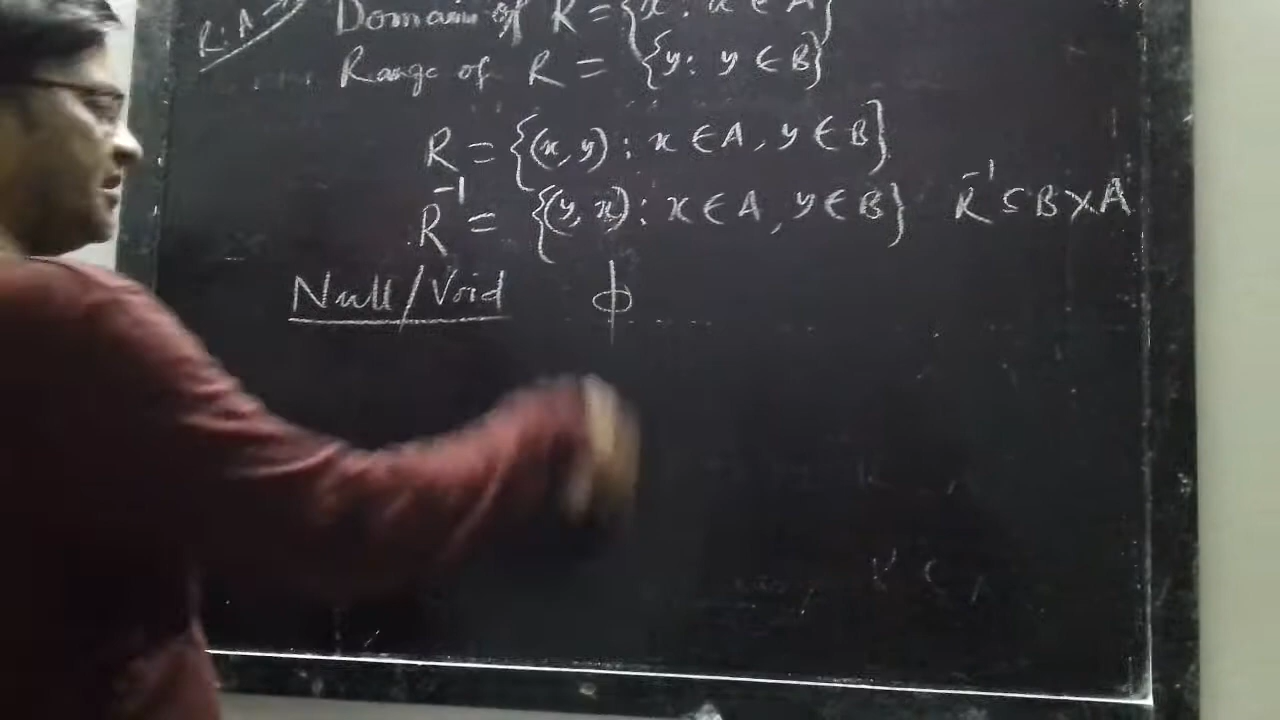 R: A →
Domain of R = {x : x ∈ A}
Range of R = {y : y ∈ B}
R = {(x, y) : x ∈ A, y ∈ B}
R⁻¹ = {(y, x) : x ∈ A, y ∈ B} R⁻¹ ⊆ B × A
Null/Void ϕ